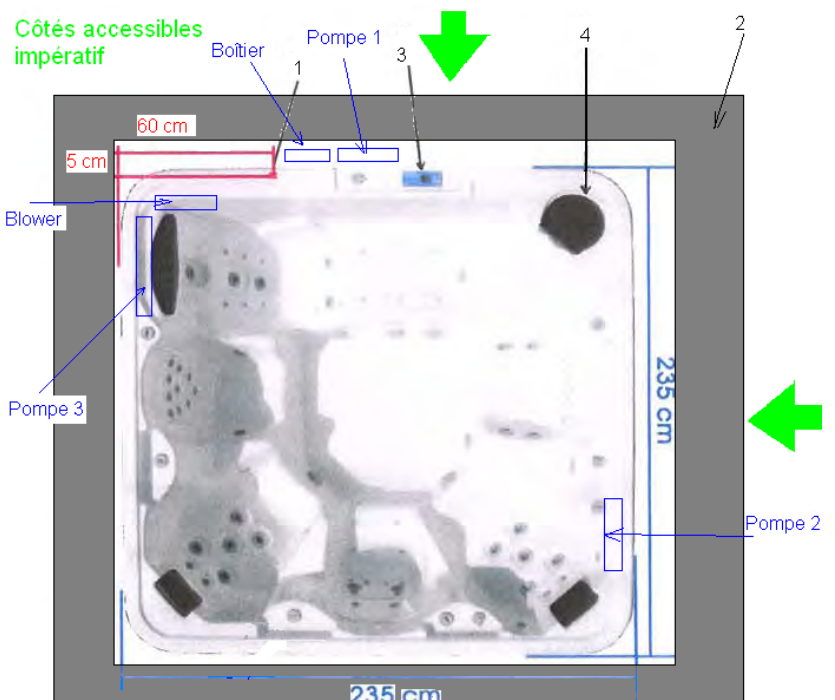 Côtés accessibles
impératif
Boîtier
Pompe 1
1
3
4
2
60 cm
5 cm
Blower
Pompe 3
235 cm
Pompe 2
235 cm